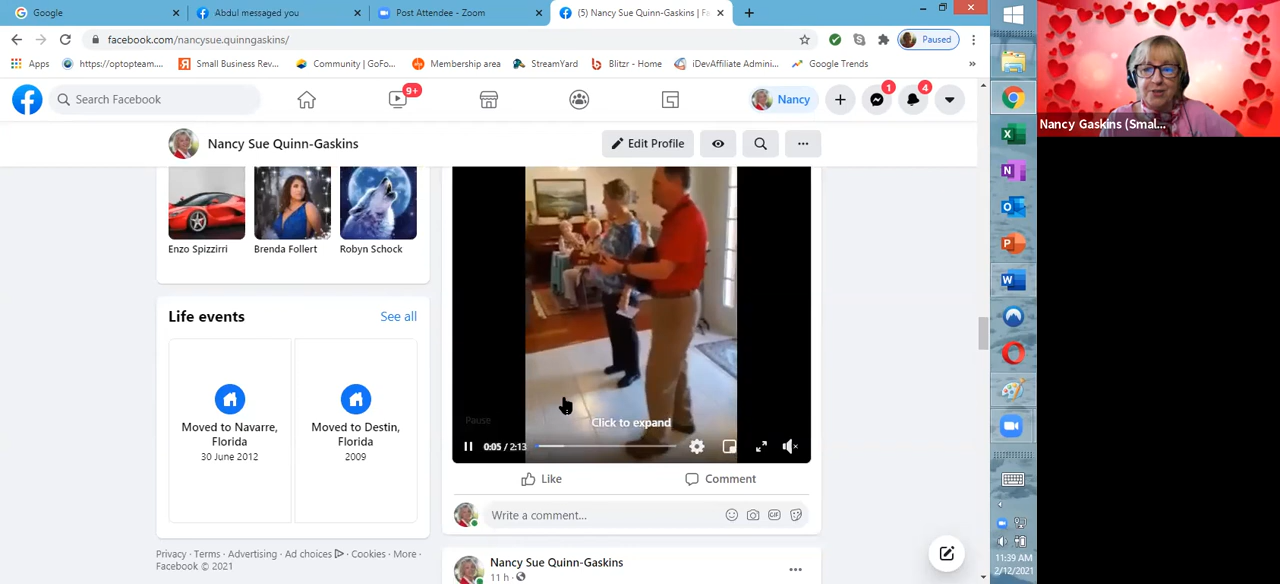 Google
Abdul messaged you
Post Attendee - Zoom
(5) Nancy Sue Quinn-Gaskins | Fa
facebook.com/nancysue.quinngaskins/
Paused
Apps
https://optopteam....
Small Business Rev...
Community | GoFo...
Membership area
StreamYard
Blitzr - Home
iDevAffiliate Admini...
Google Trends
»
Search Facebook
9+
Nancy
1
4
Nancy Sue Quinn-Gaskins
Edit Profile
Enzo Spizzirri
Brenda Follert
Robyn Schock
Life events
See all
Moved to Navarre,
Florida
30 June 2012
Moved to Destin,
Florida
2009
Privacy · Terms · Advertising · Ad choices · Cookies · More ·
Facebook © 2021
Pause
Click to expand
0:05 / 2:13
Like
Comment
Write a comment...
GIF
Nancy Sue Quinn-Gaskins
11 h ·
Nancy Gaskins (Smal...
11:39 AM
2/12/2021